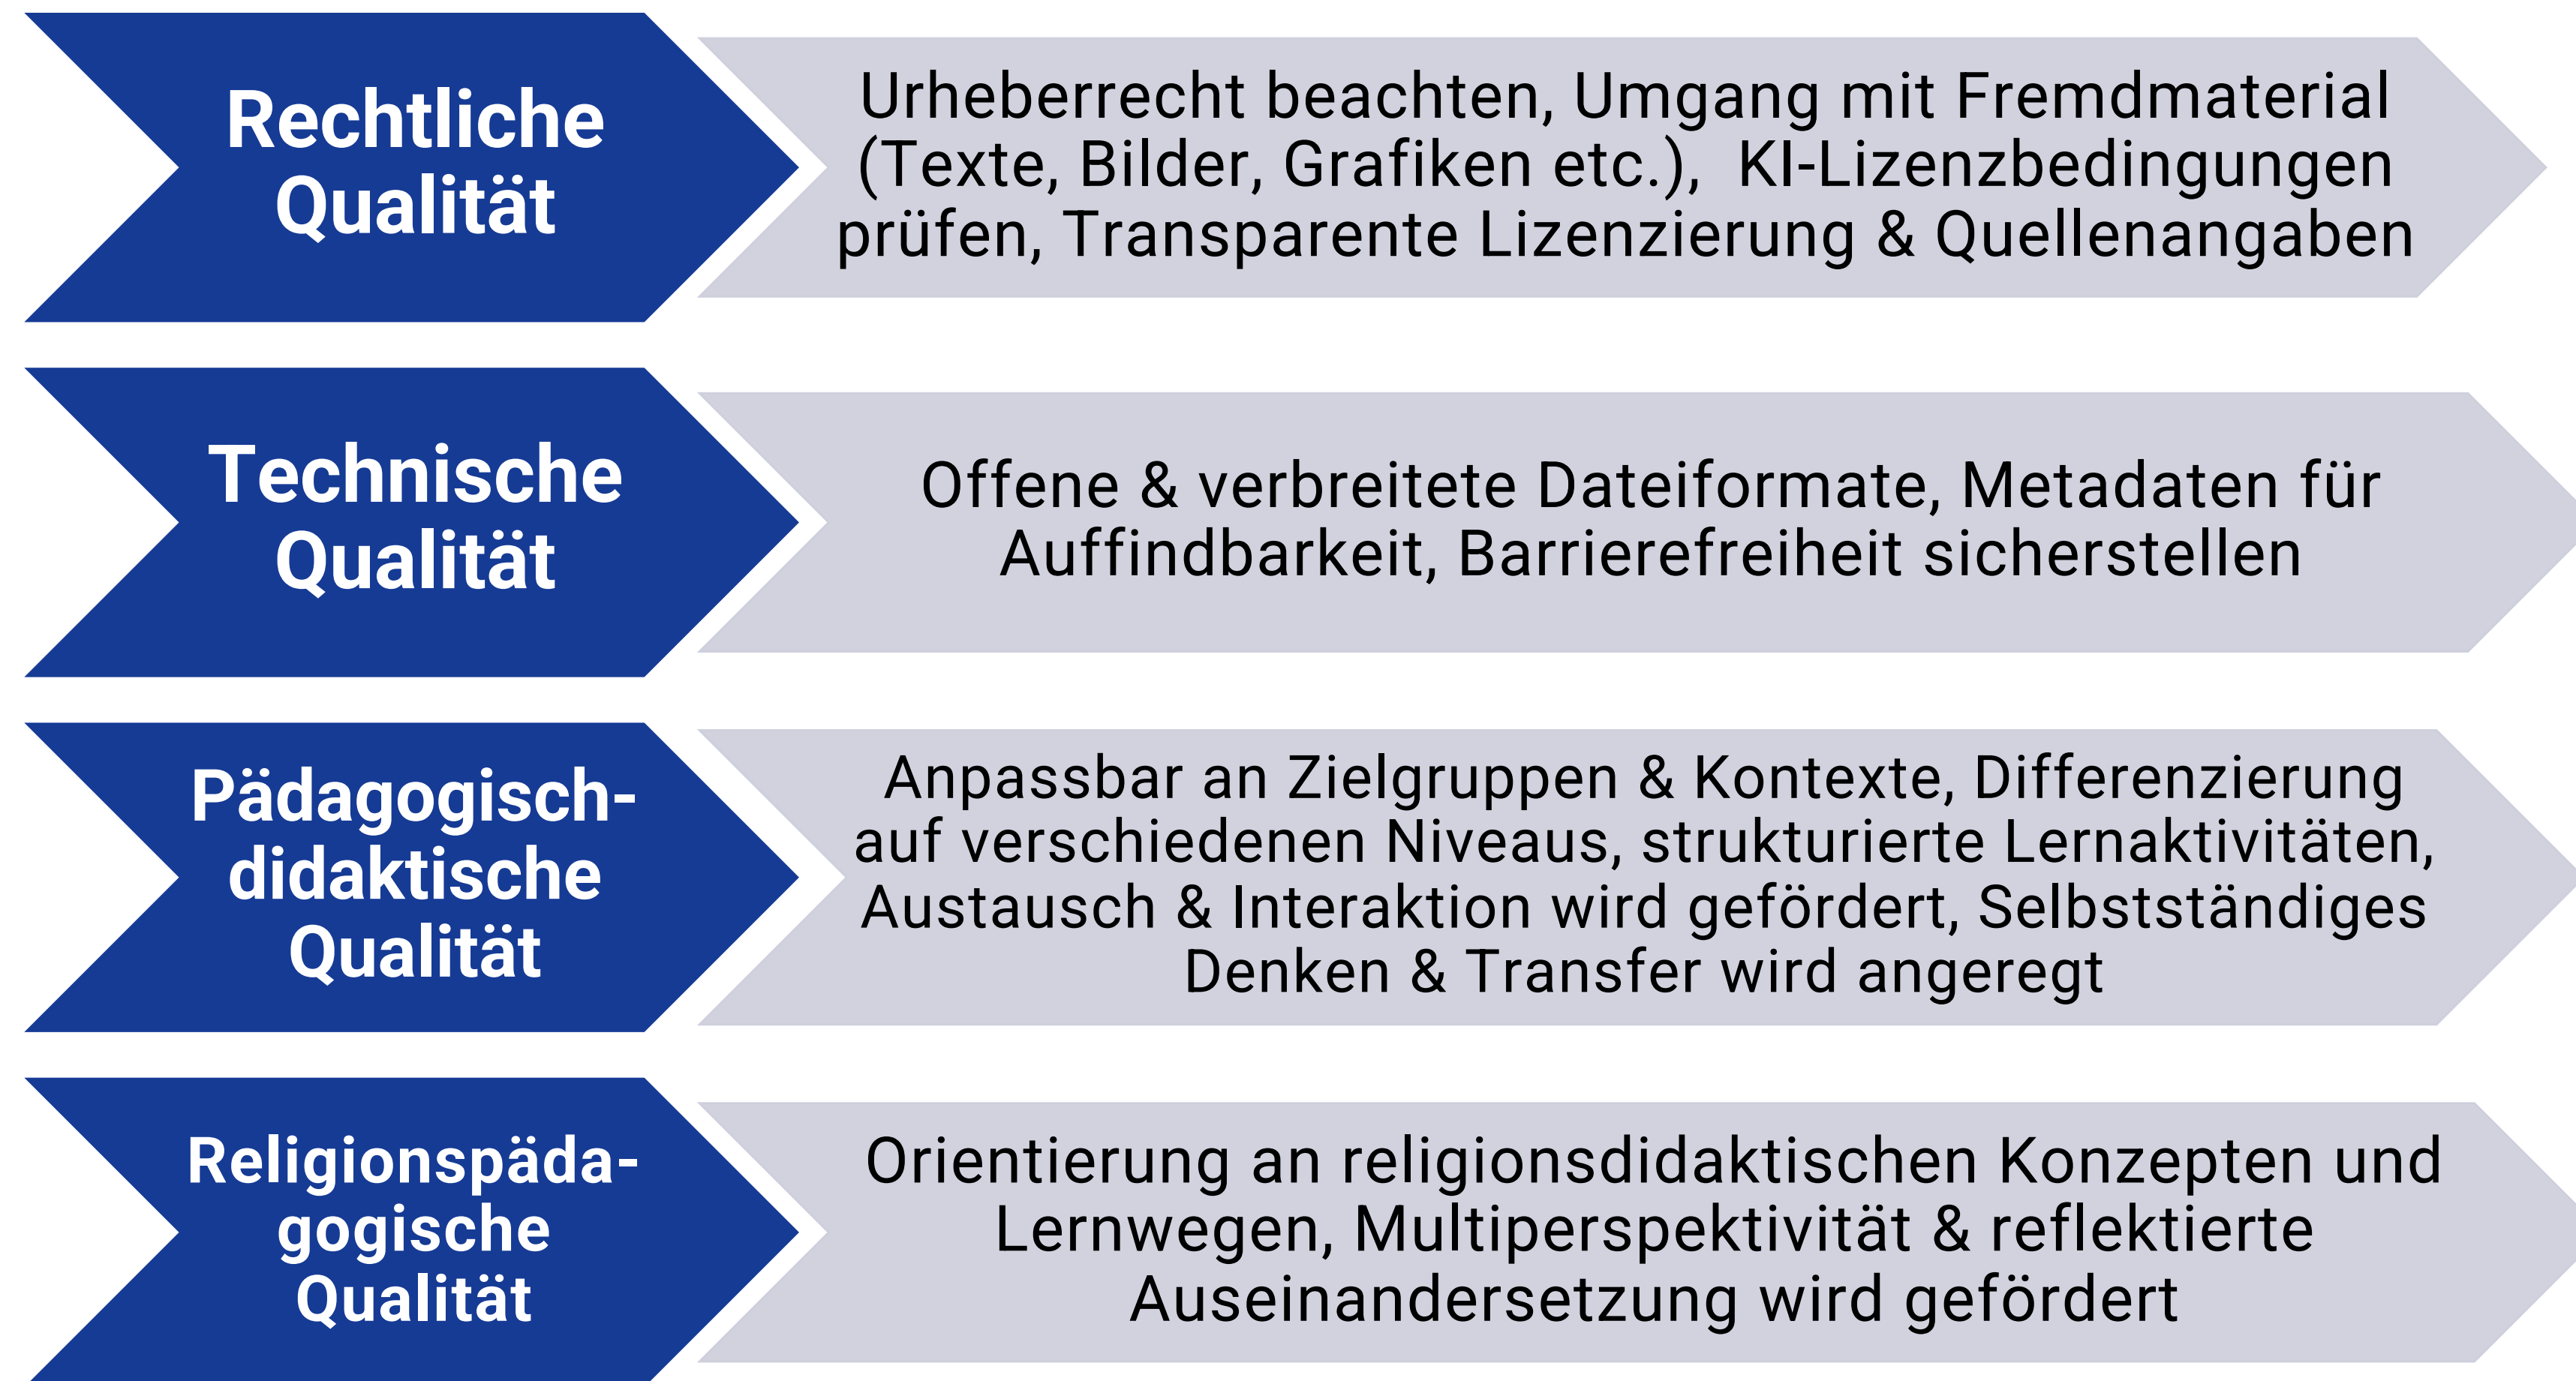 Rechtliche
Qualität
Urheberrecht beachten, Umgang mit Fremdmaterial
(Texte, Bilder, Grafiken etc.),  KI-Lizenzbedingungen
prüfen, Transparente Lizenzierung & Quellenangaben
Technische
Qualität
Offene & verbreitete Dateiformate, Metadaten für
Auffindbarkeit, Barrierefreiheit sicherstellen
Pädagogisch-
didaktische
Qualität
Anpassbar an Zielgruppen & Kontexte, Differenzierung
auf verschiedenen Niveaus, strukturierte Lernaktivitäten,
Austausch & Interaktion wird gefördert, Selbstständiges
Denken & Transfer wird angeregt
Religionspäda-
gogische
Qualität
Orientierung an religionsdidaktischen Konzepten und
Lernwegen, Multiperspektivität & reflektierte
Auseinandersetzung wird gefördert